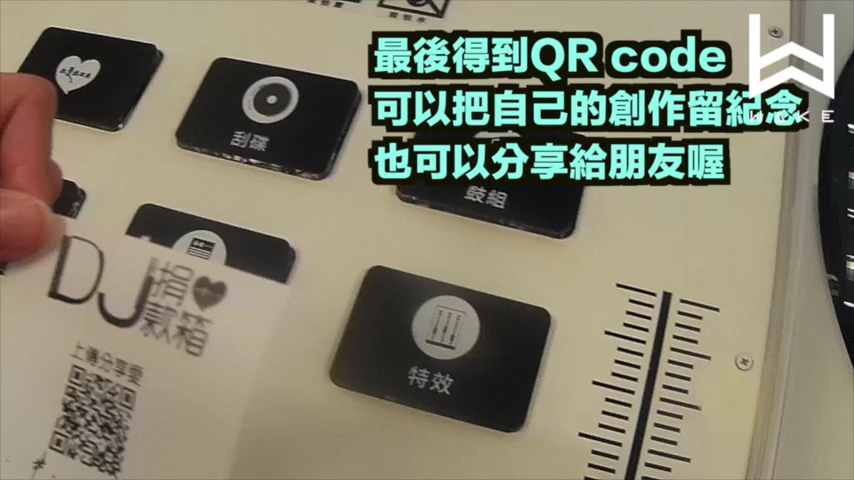 最後得到QR code
可以把自己的創作留紀念
也可以分享給朋友喔
WAKE
刮碟
鼓組
特效
DJ捐款箱
上傳分享愛